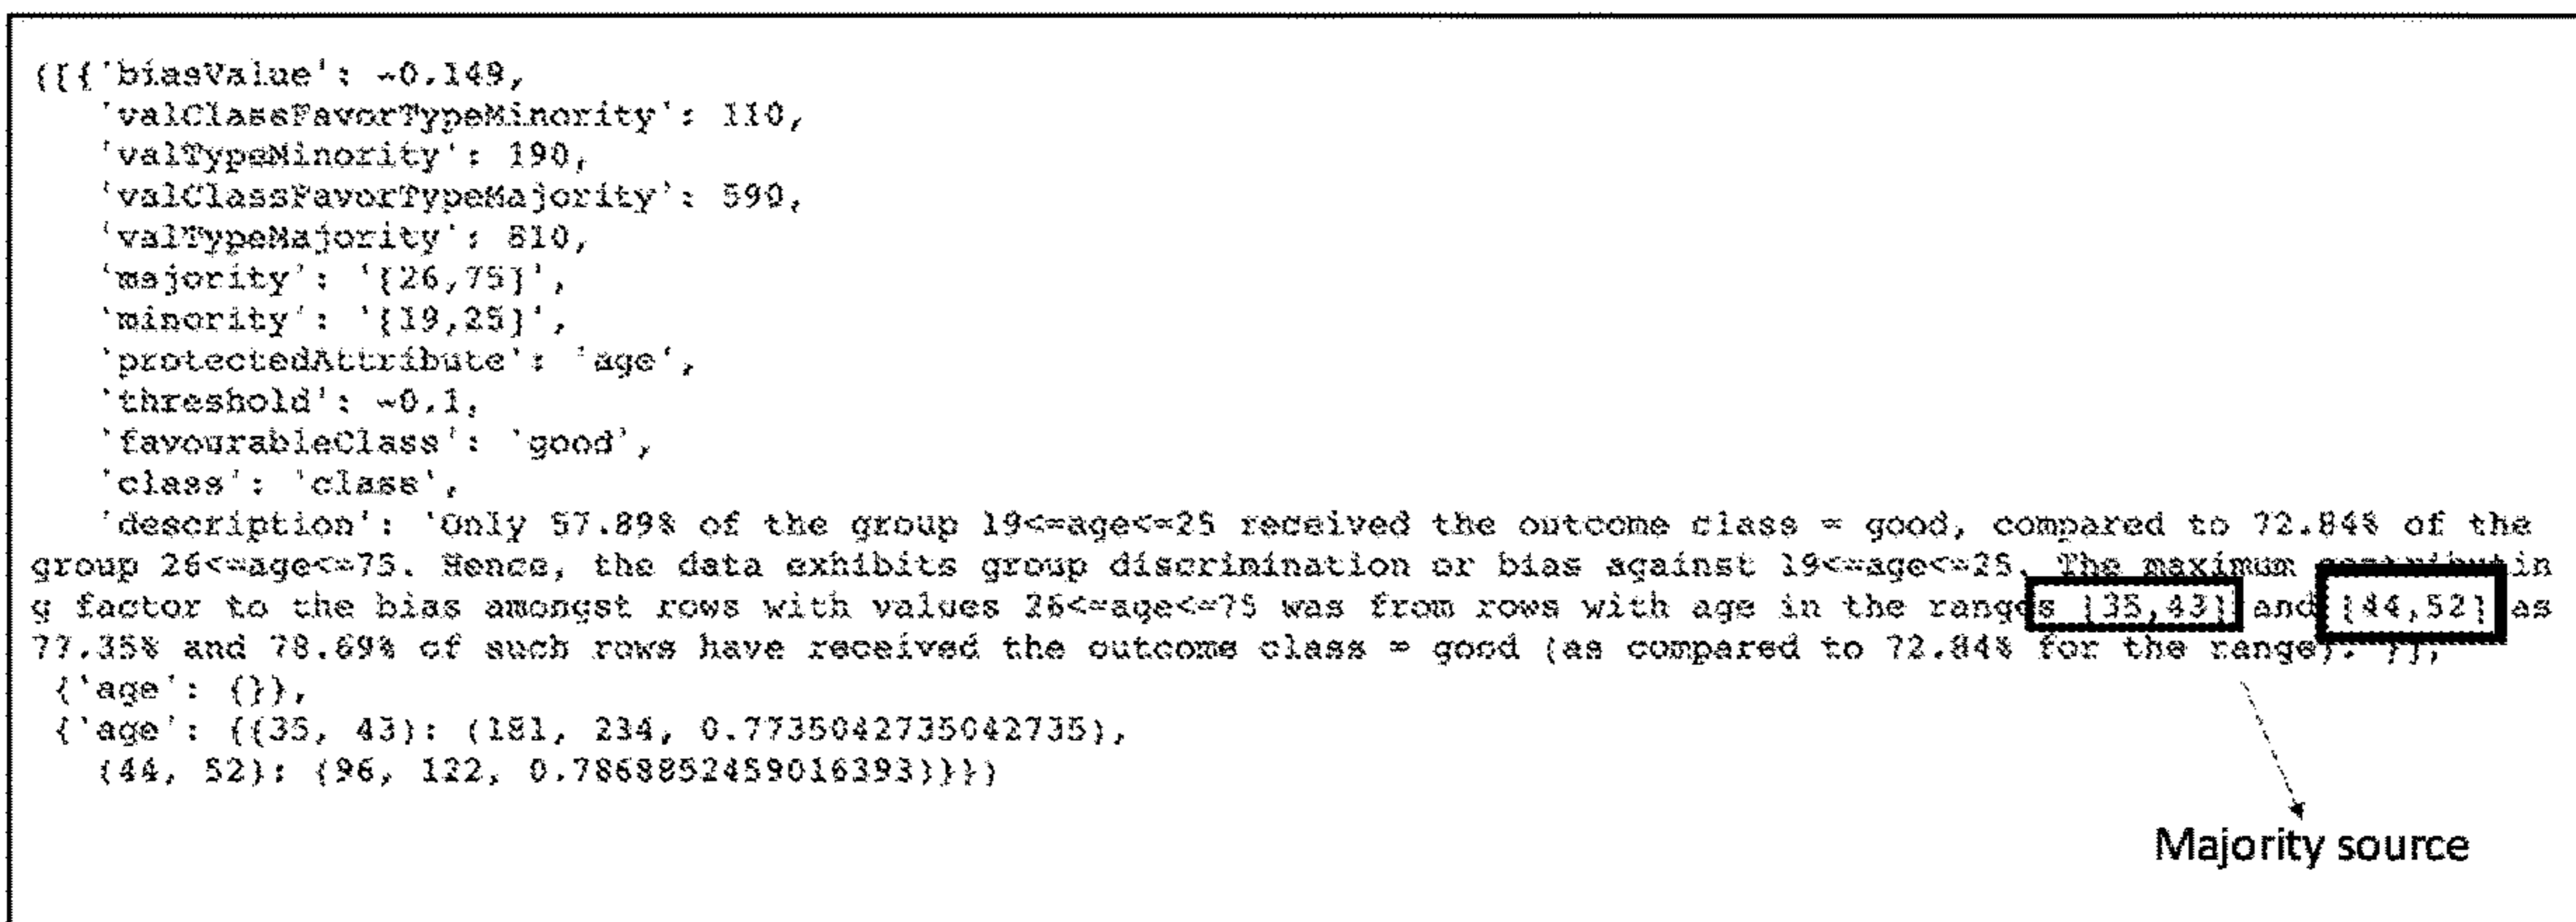 ([{'biasValue': -0.149,
'valClassFavorTypeMinority': 110,
'valTypeMinority': 190,
'valClassFavorTypeMajority': 590,
'valTypeMajority': 810,
'majority': '[26,75]',
'minority': '[19,25]',
'protectedAttribute': 'age',
'threshold': -0.1,
'favourableClass': 'good',
'class': 'class',
'description': 'Only 57.89% of the group 19<=age<=25 received the outcome class = good, compared to 72.84% of the
group 26<=age<=75. Hence, the data exhibits group discrimination or bias against 19<=age<=25. The maximum contributin
g factor to the bias amongst rows with values 26<=age<=75 was from rows with age in the ranges [35,43] and [44,52] as
77.35% and 78.69% of such rows have received the outcome class = good (as compared to 72.84% for the range).'}],
{'age': {}},
{'age': {(35, 43): (181, 234, 0.7735042735042735),
(44, 52): (96, 122, 0.7868852459016393)}})
Majority source